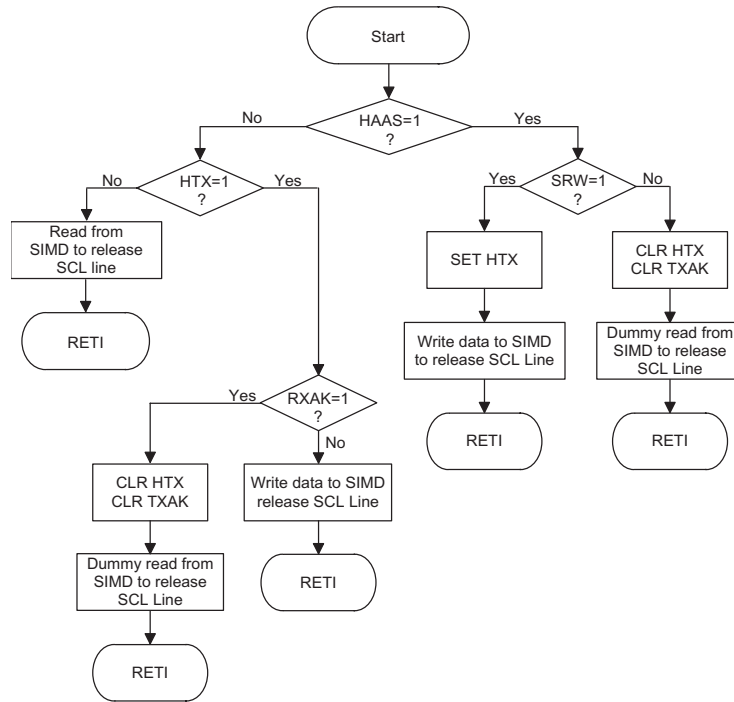 Start
HAAS=1
?
No
Yes
HTX=1
?
No
Yes
SRW=1
?
Yes
No
Read from
SIMD to release
SCL line
RETI
SET HTX
Write data to SIMD
to release SCL Line
RETI
CLR HTX
CLR TXAK
Dummy read from
SIMD to release
SCL Line
RETI
RXAK=1
?
Yes
No
CLR HTX
CLR TXAK
Dummy read from
SIMD to release
SCL Line
RETI
Write data to SIMD
release SCL Line
RETI